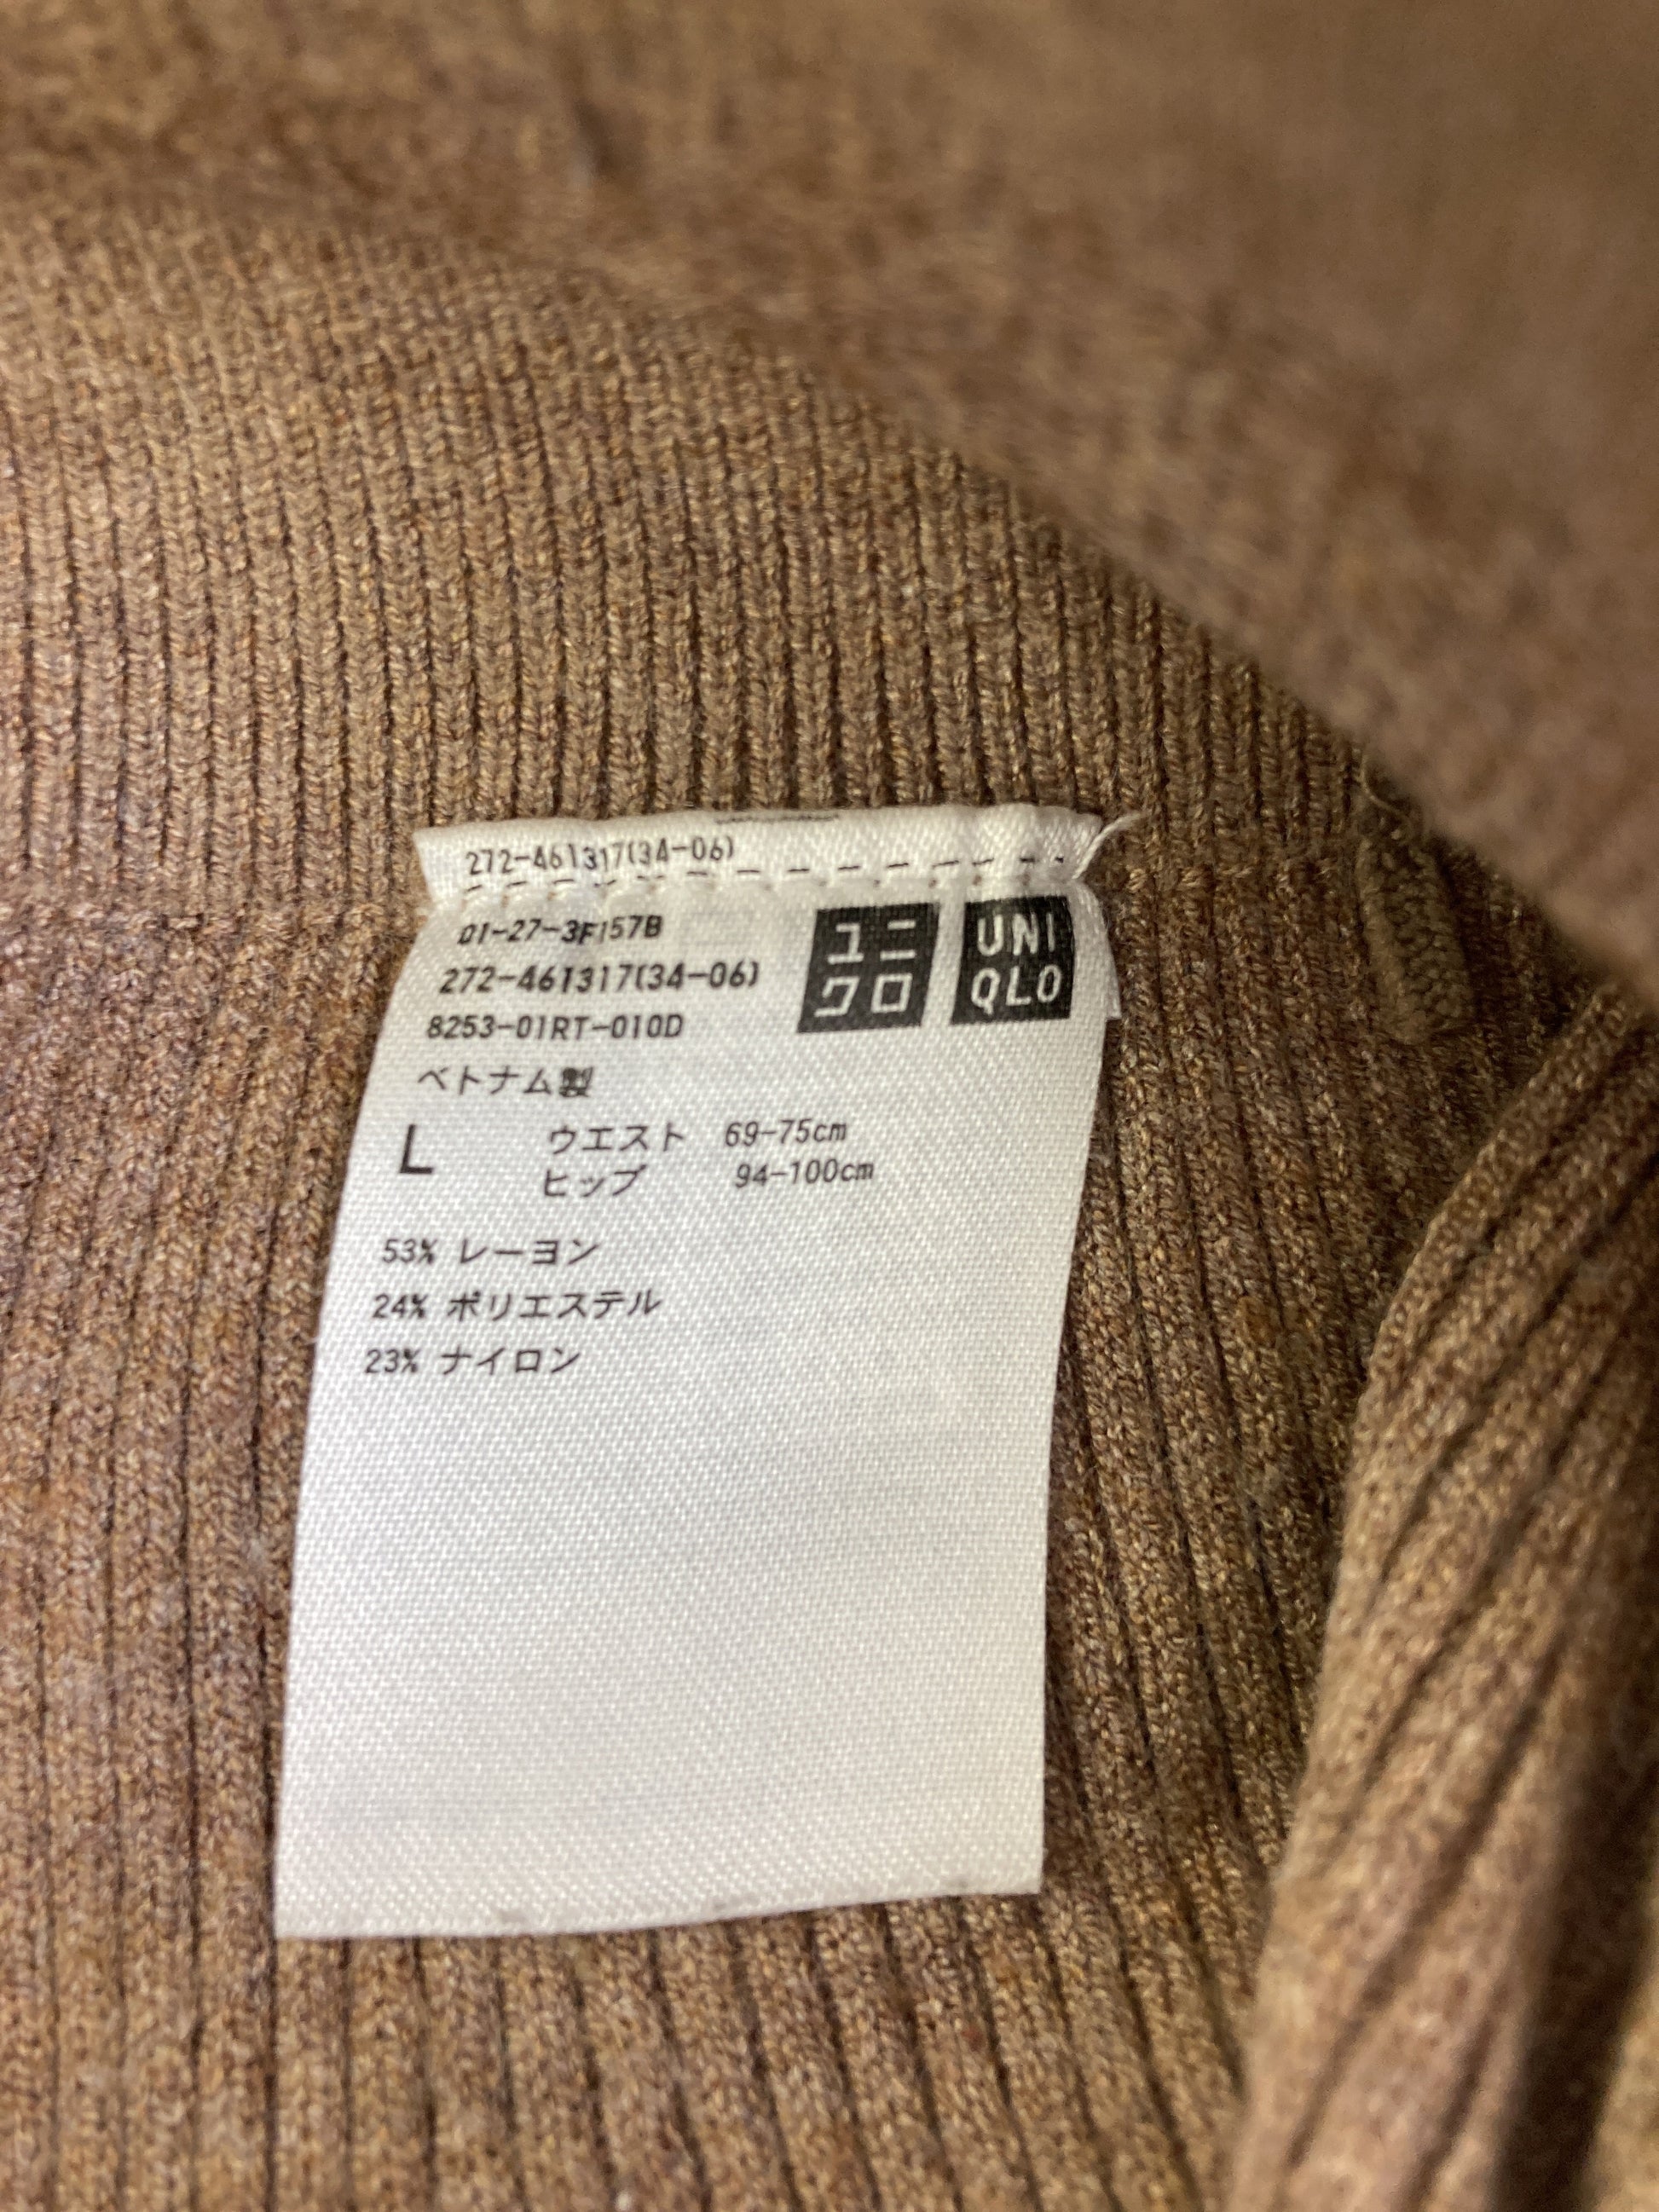 272-461317(34-06)
01-27-3F157B
272-461317(34-06)
8253-01RT-010D
ユニ
クロ
UNI
QLO
ベトナム製
L ウエスト 69-75cm
ヒップ 94-100cm
53% レーヨン
24% ポリエステル
23% ナイロン